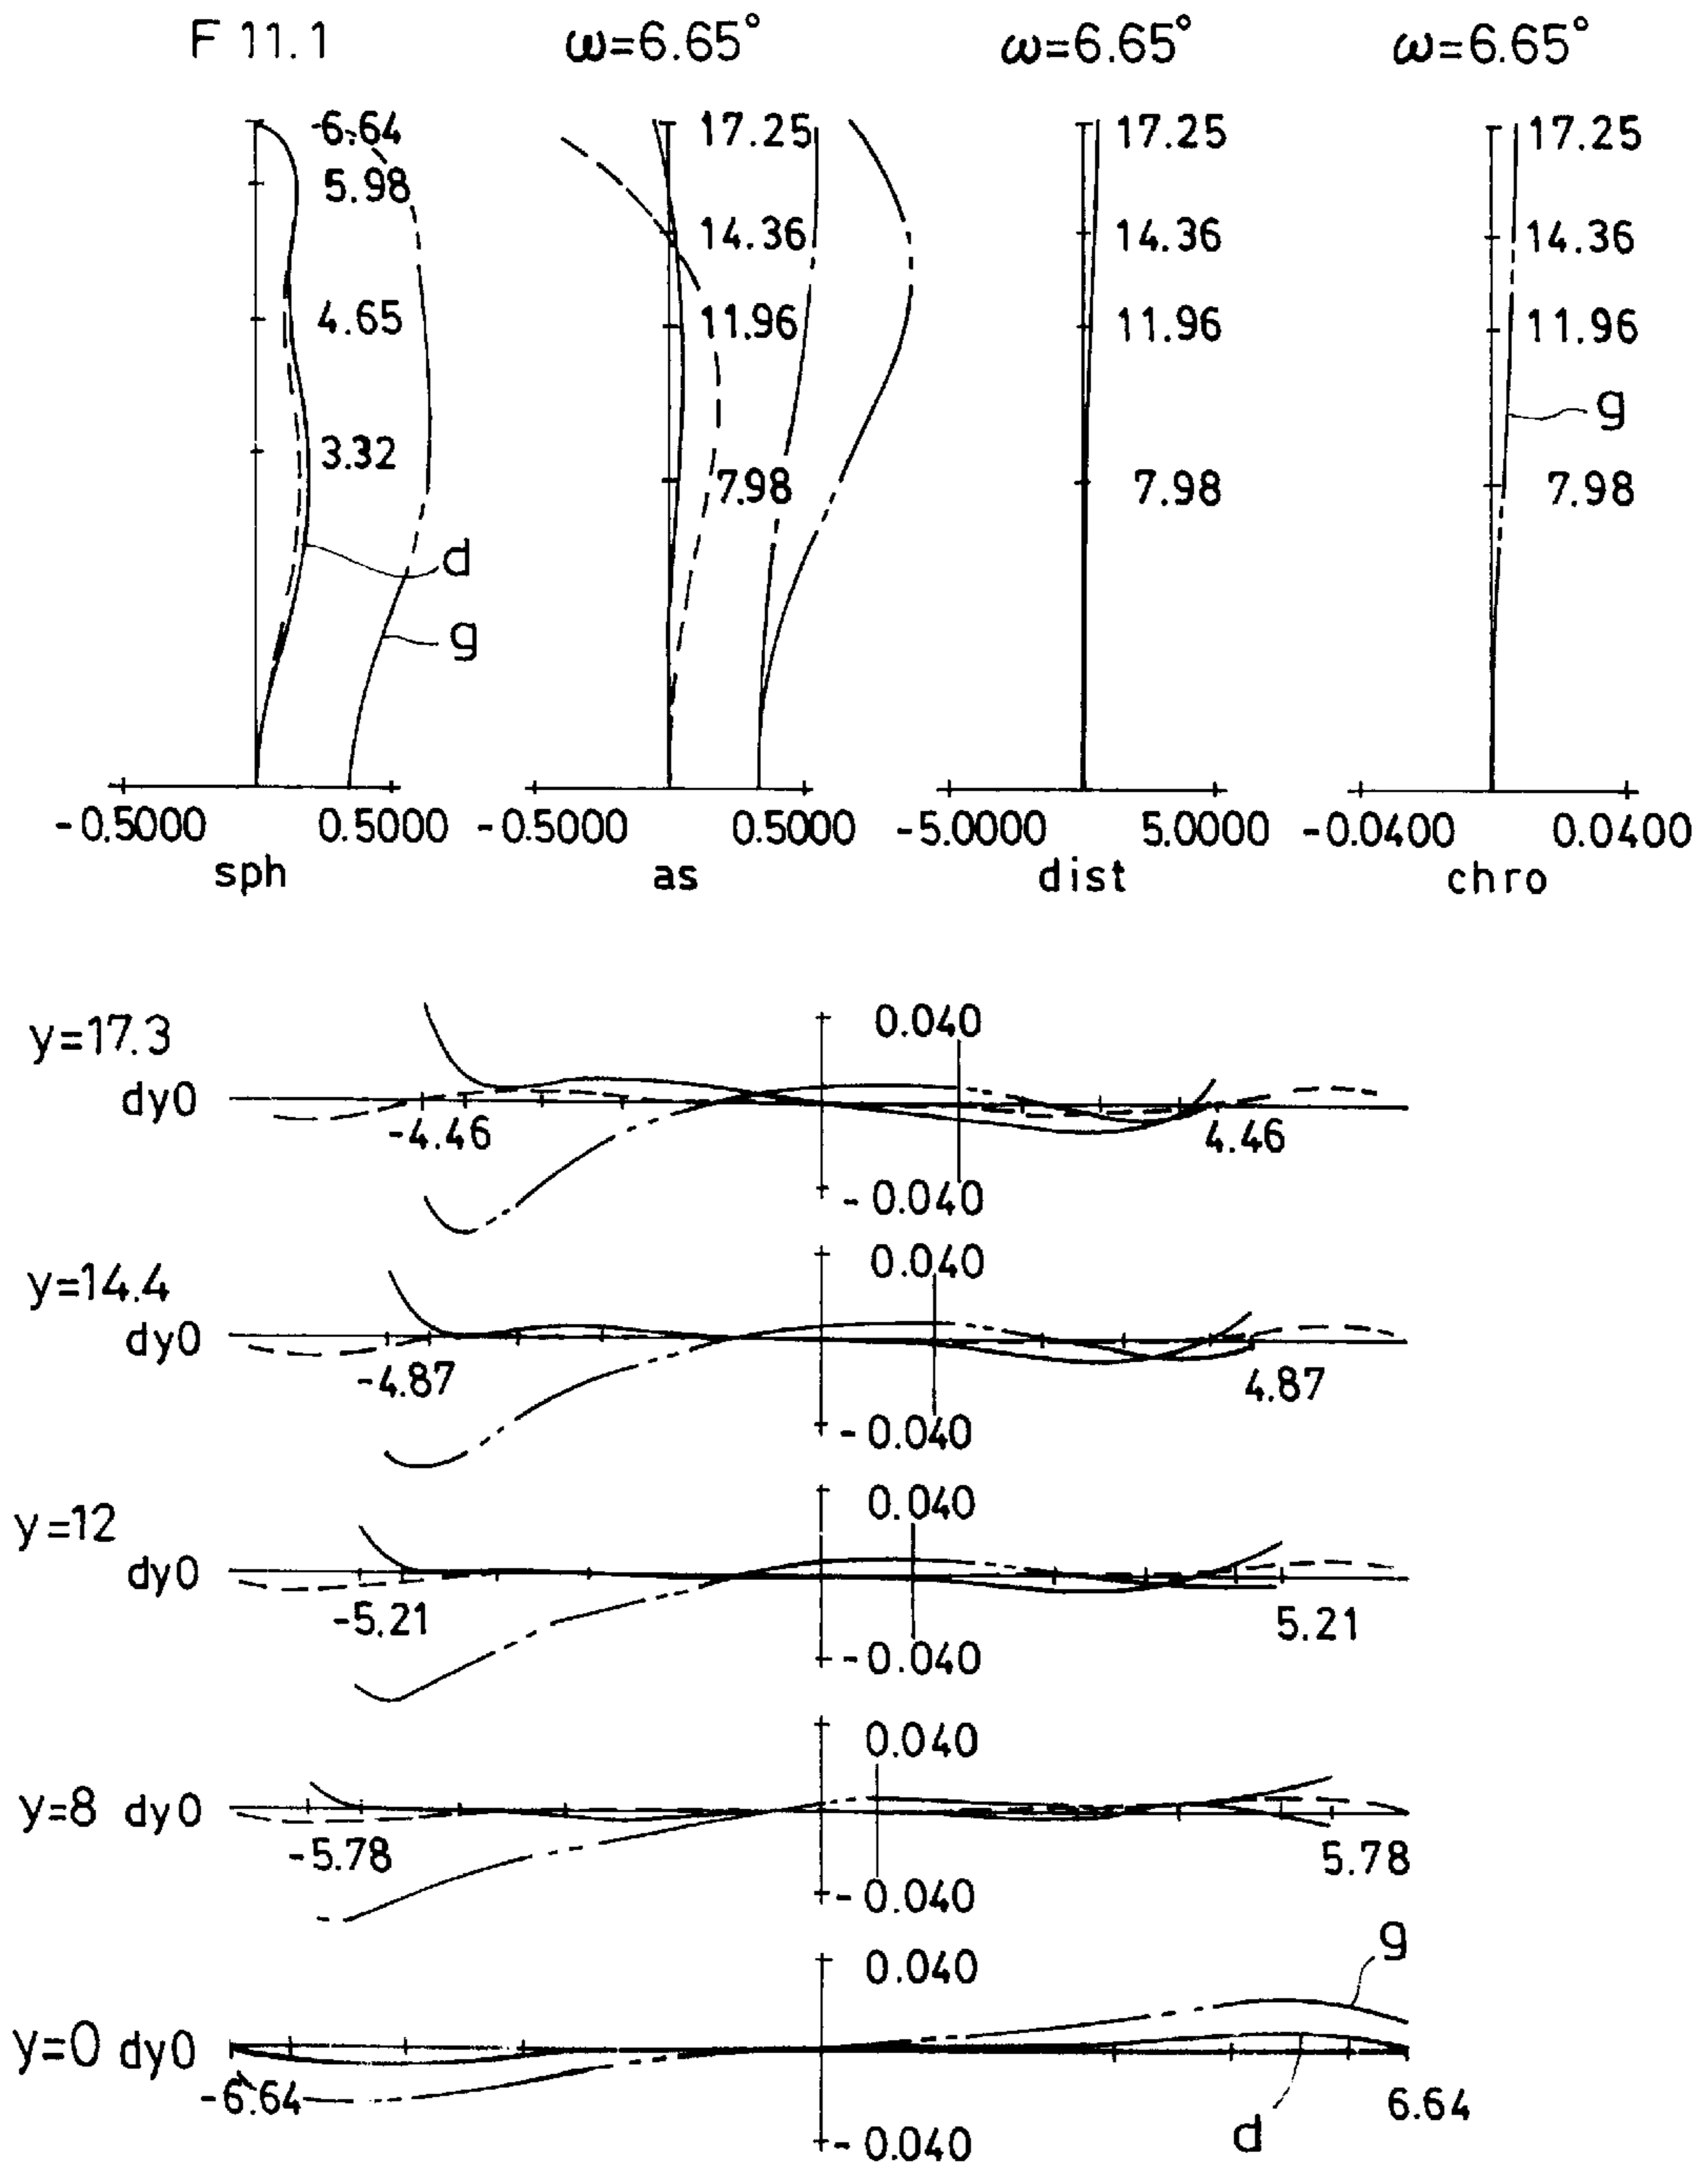 F 11.1
ω=6.65°
ω=6.65°
ω=6.65°
6.64
5.98
4.65
3.32
d
g
-0.5000 0.5000
sph
17.25
14.36
11.96
7.98
-0.5000 0.5000
as
17.25
14.36
11.96
7.98
-5.0000 5.0000
dist
17.25
14.36
11.96
g
7.98
-0.0400 0.0400
chro
y=17.3
dy0
0.040
-4.46
4.46
-0.040
y=14.4
dy0
0.040
-4.87
4.87
-0.040
y=12
dy0
0.040
-5.21
5.21
-0.040
y=8 dy0
0.040
-5.78
5.78
-0.040
g
y=0 dy0
0.040
-6.64
6.64
d
-0.040